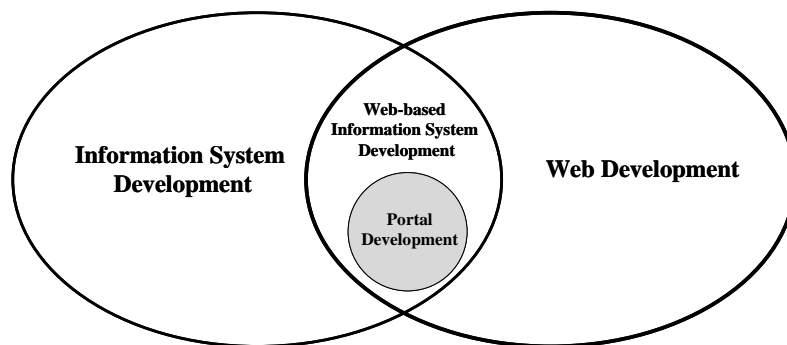 Information System
Development
Web-based
Information System
Development
Portal
Development
Web Development